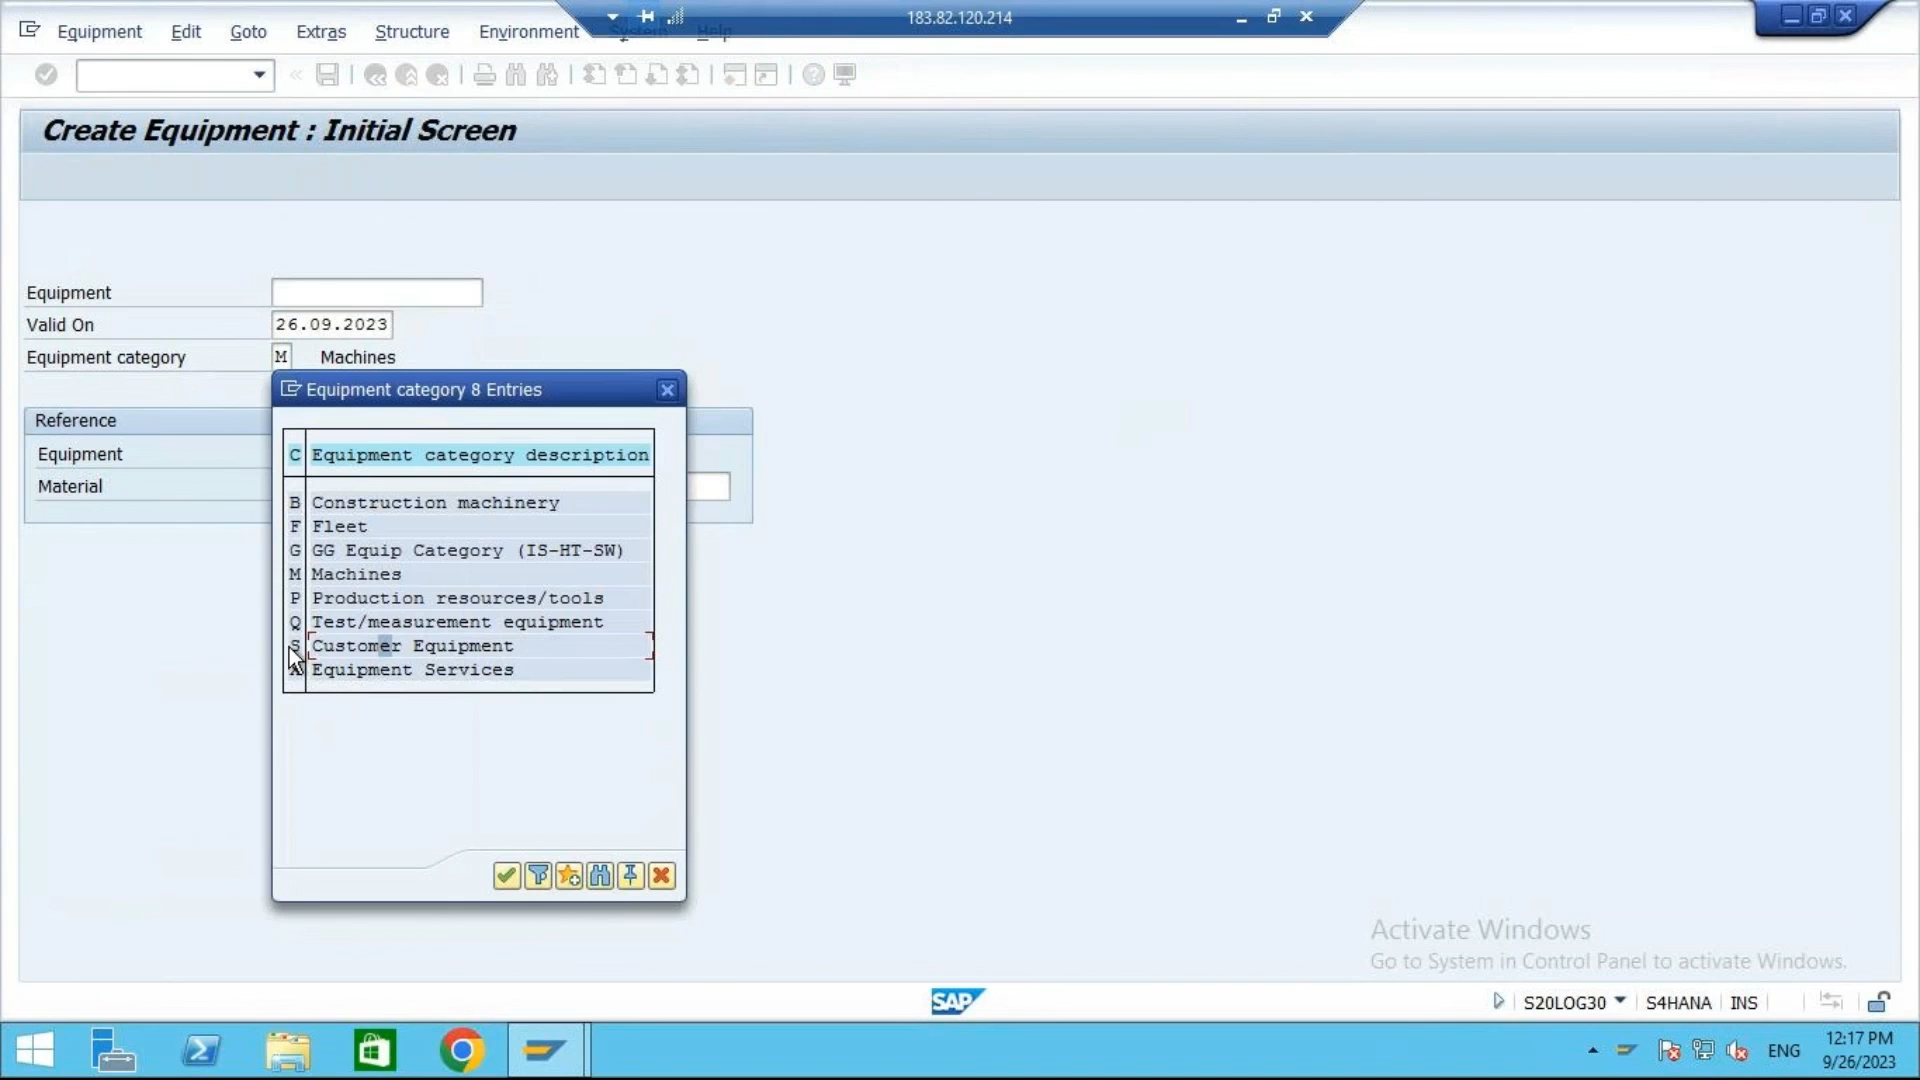 183.82.120.214
Equipment Edit Goto Extras Structure Environment System Help
Create Equipment : Initial Screen
Equipment
Valid On 26.09.2023
Equipment category M Machines
Equipment category 8 Entries
Reference
C Equipment category description
Equipment
Material
B Construction machinery
F Fleet
G GG Equip Category (IS-HT-SW)
M Machines
P Production resources/tools
Q Test/measurement equipment
S Customer Equipment
Equipment Services
Activate Windows
Go to System in Control Panel to activate Windows.
SAP
S20LOG30 S4HANA INS
ENG
12:17 PM
9/26/2023